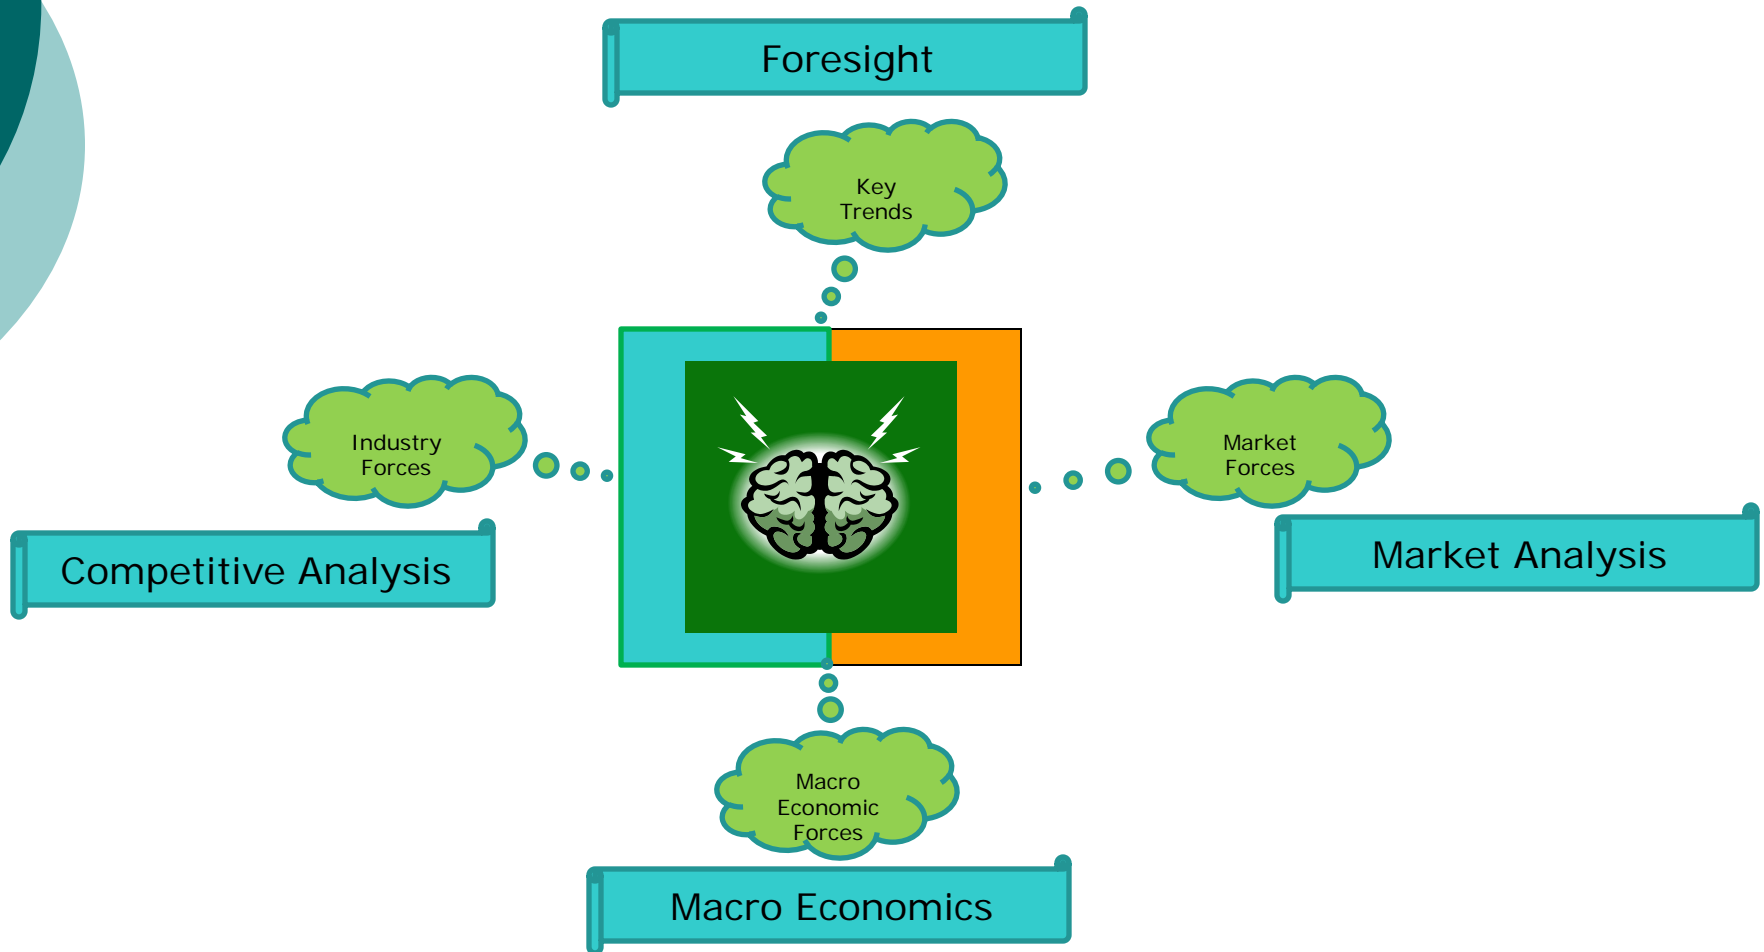 Foresight
Key
Trends
Industry
Forces
Market
Forces
Competitive Analysis
Market Analysis
Macro
Economic
Forces
Macro Economics